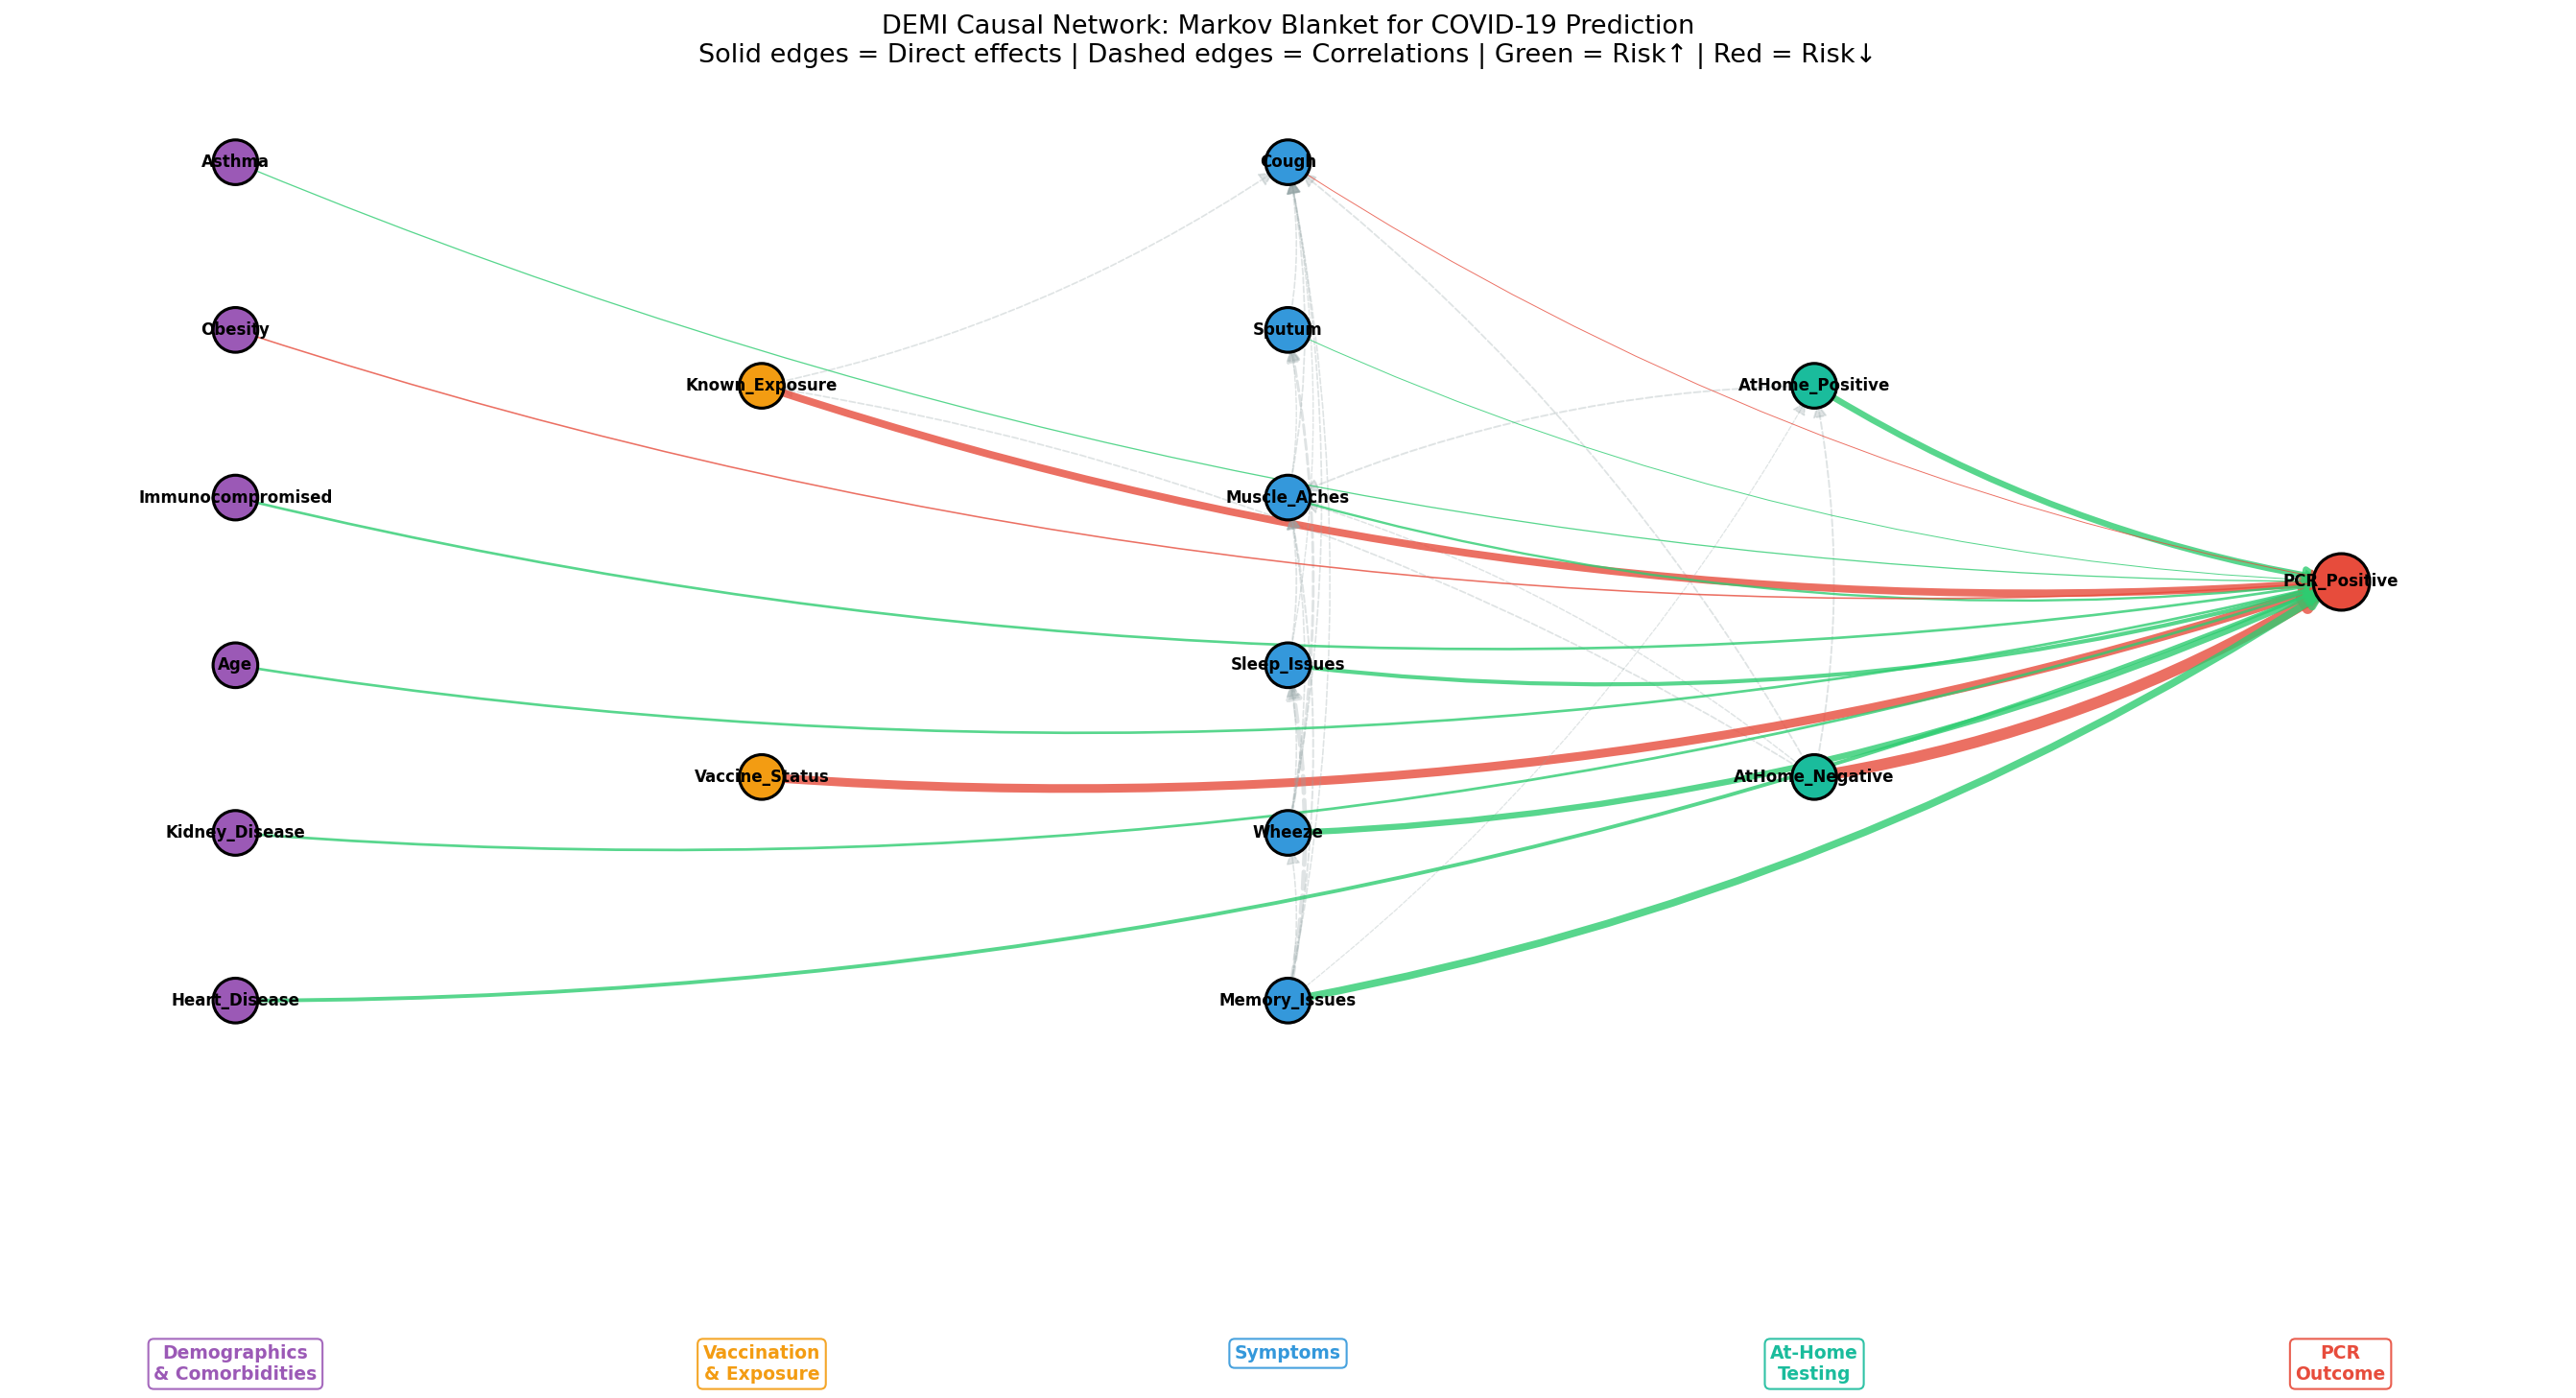 DEMI Causal Network: Markov Blanket for COVID-19 Prediction
Solid edges = Direct effects | Dashed edges = Correlations | Green = Risk↑ | Red = Risk↓
Asthma
Obesity
Immunocompromised
Age
Kidney_Disease
Heart_Disease
Known_Exposure
Vaccine_Status
Cough
Sputum
Muscle_Aches
Sleep_Issues
Wheeze
Memory_Issues
AtHome_Positive
AtHome_Negative
PCR_Positive
Demographics
& Comorbidities
Vaccination
& Exposure
Symptoms
At-Home
Testing
PCR
Outcome